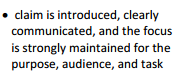 • claim is introduced, clearly
communicated, and the focus
is strongly maintained for the
purpose, audience, and task